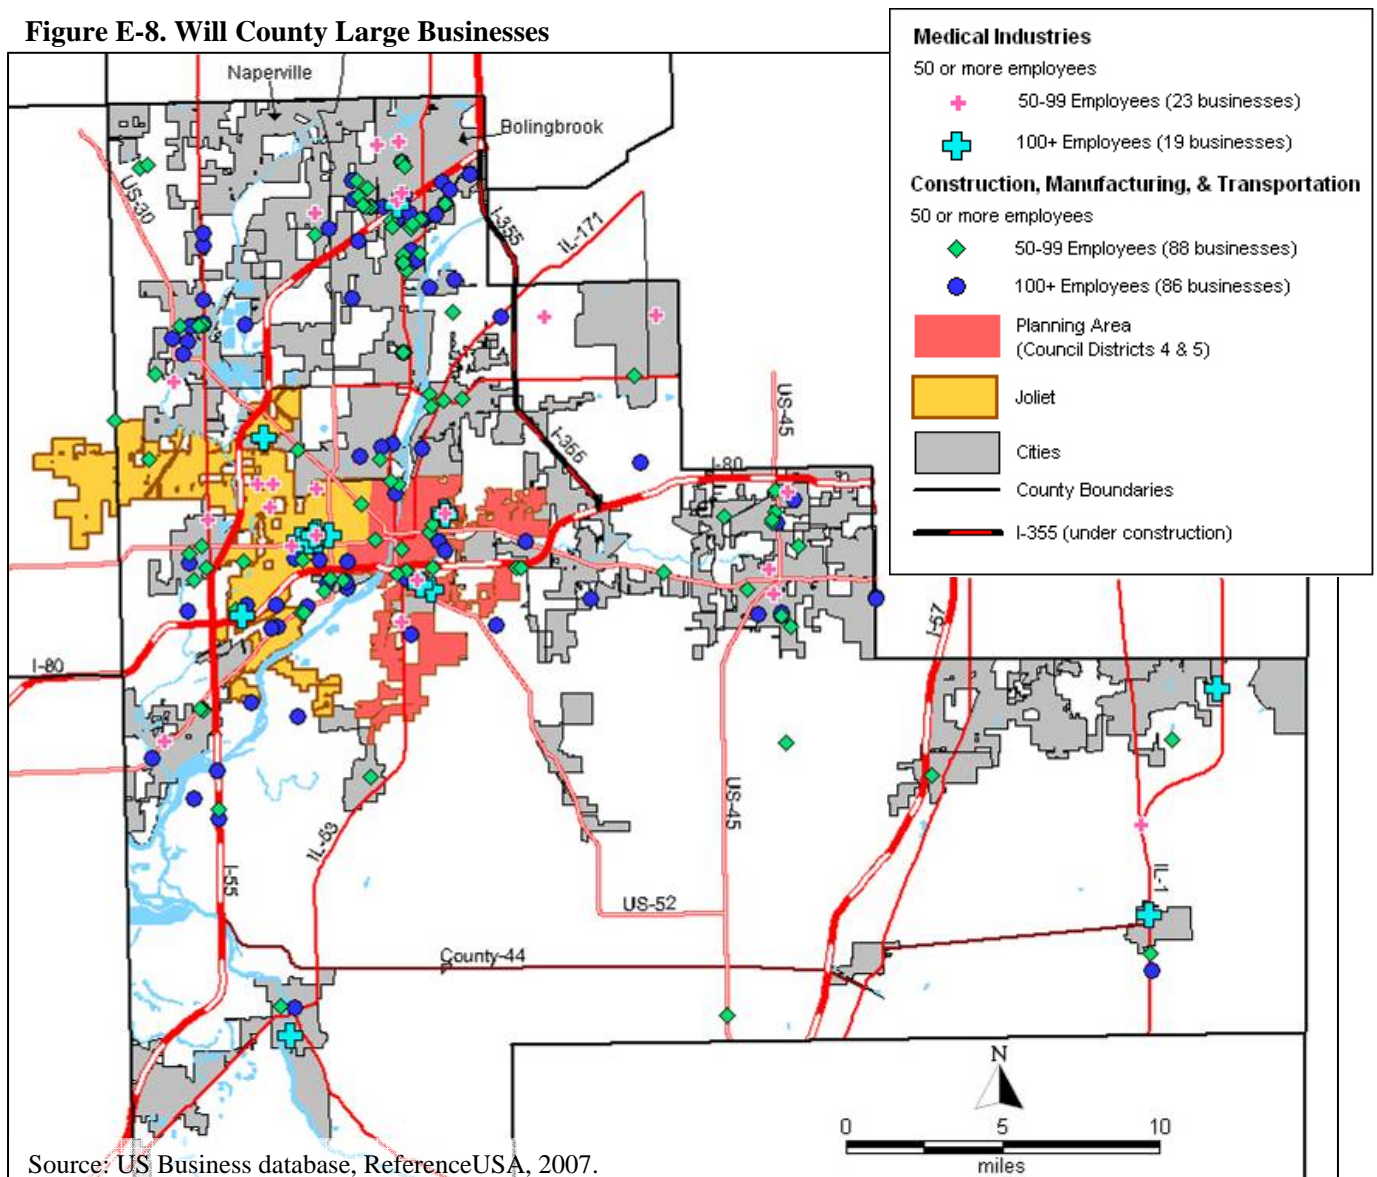 Figure E-8. Will County Large Businesses
Medical Industries
50 or more employees
50-99 Employees (23 businesses)
100+ Employees (19 businesses)
Construction, Manufacturing, & Transportation
50 or more employees
50-99 Employees (88 businesses)
100+ Employees (86 businesses)
Planning Area
(Council Districts 4 & 5)
Joliet
Cities
County Boundaries
I-355 (under construction)
Naperville
Bolingbrook
US-30
I-355
IL-171
US-45
I-355
I-80
I-80
I-57
IL-53
US-45
I-55
IL-1
US-52
County-44
N
0 5 10
miles
Source: US Business database, ReferenceUSA, 2007.